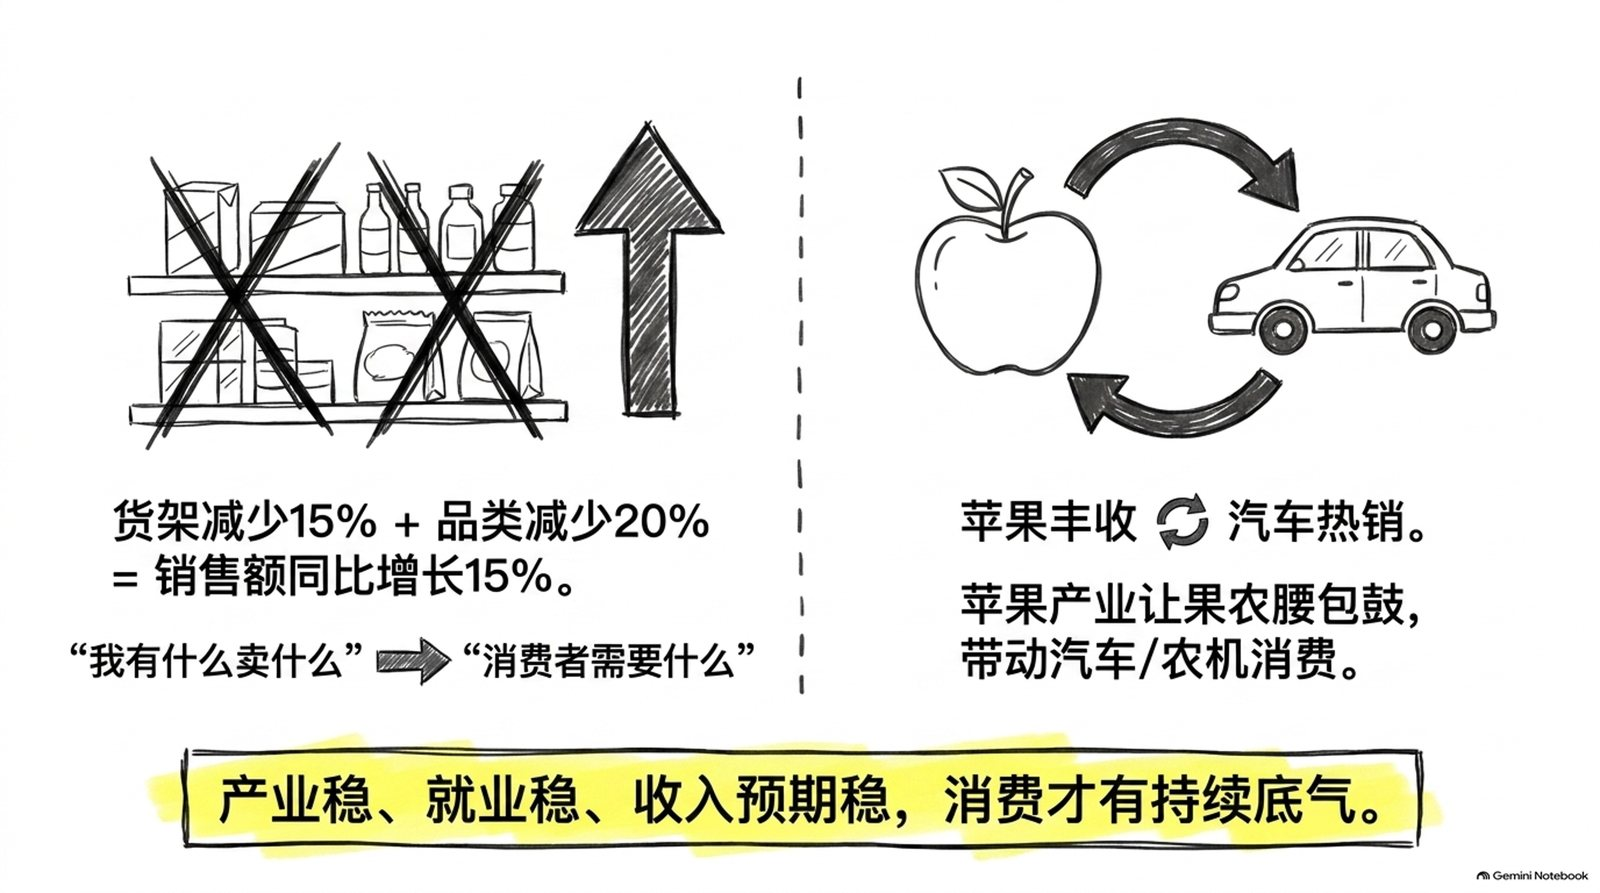 货架减少15% + 品类减少20%
= 销售额同比增长15%。
“我有什么卖什么” “消费者需要什么”
苹果丰收 汽车热销。
苹果产业让果农腰包鼓，
带动汽车/农机消费。
产业稳、就业稳、收入预期稳，消费才有持续底气。
Gemini Notebook